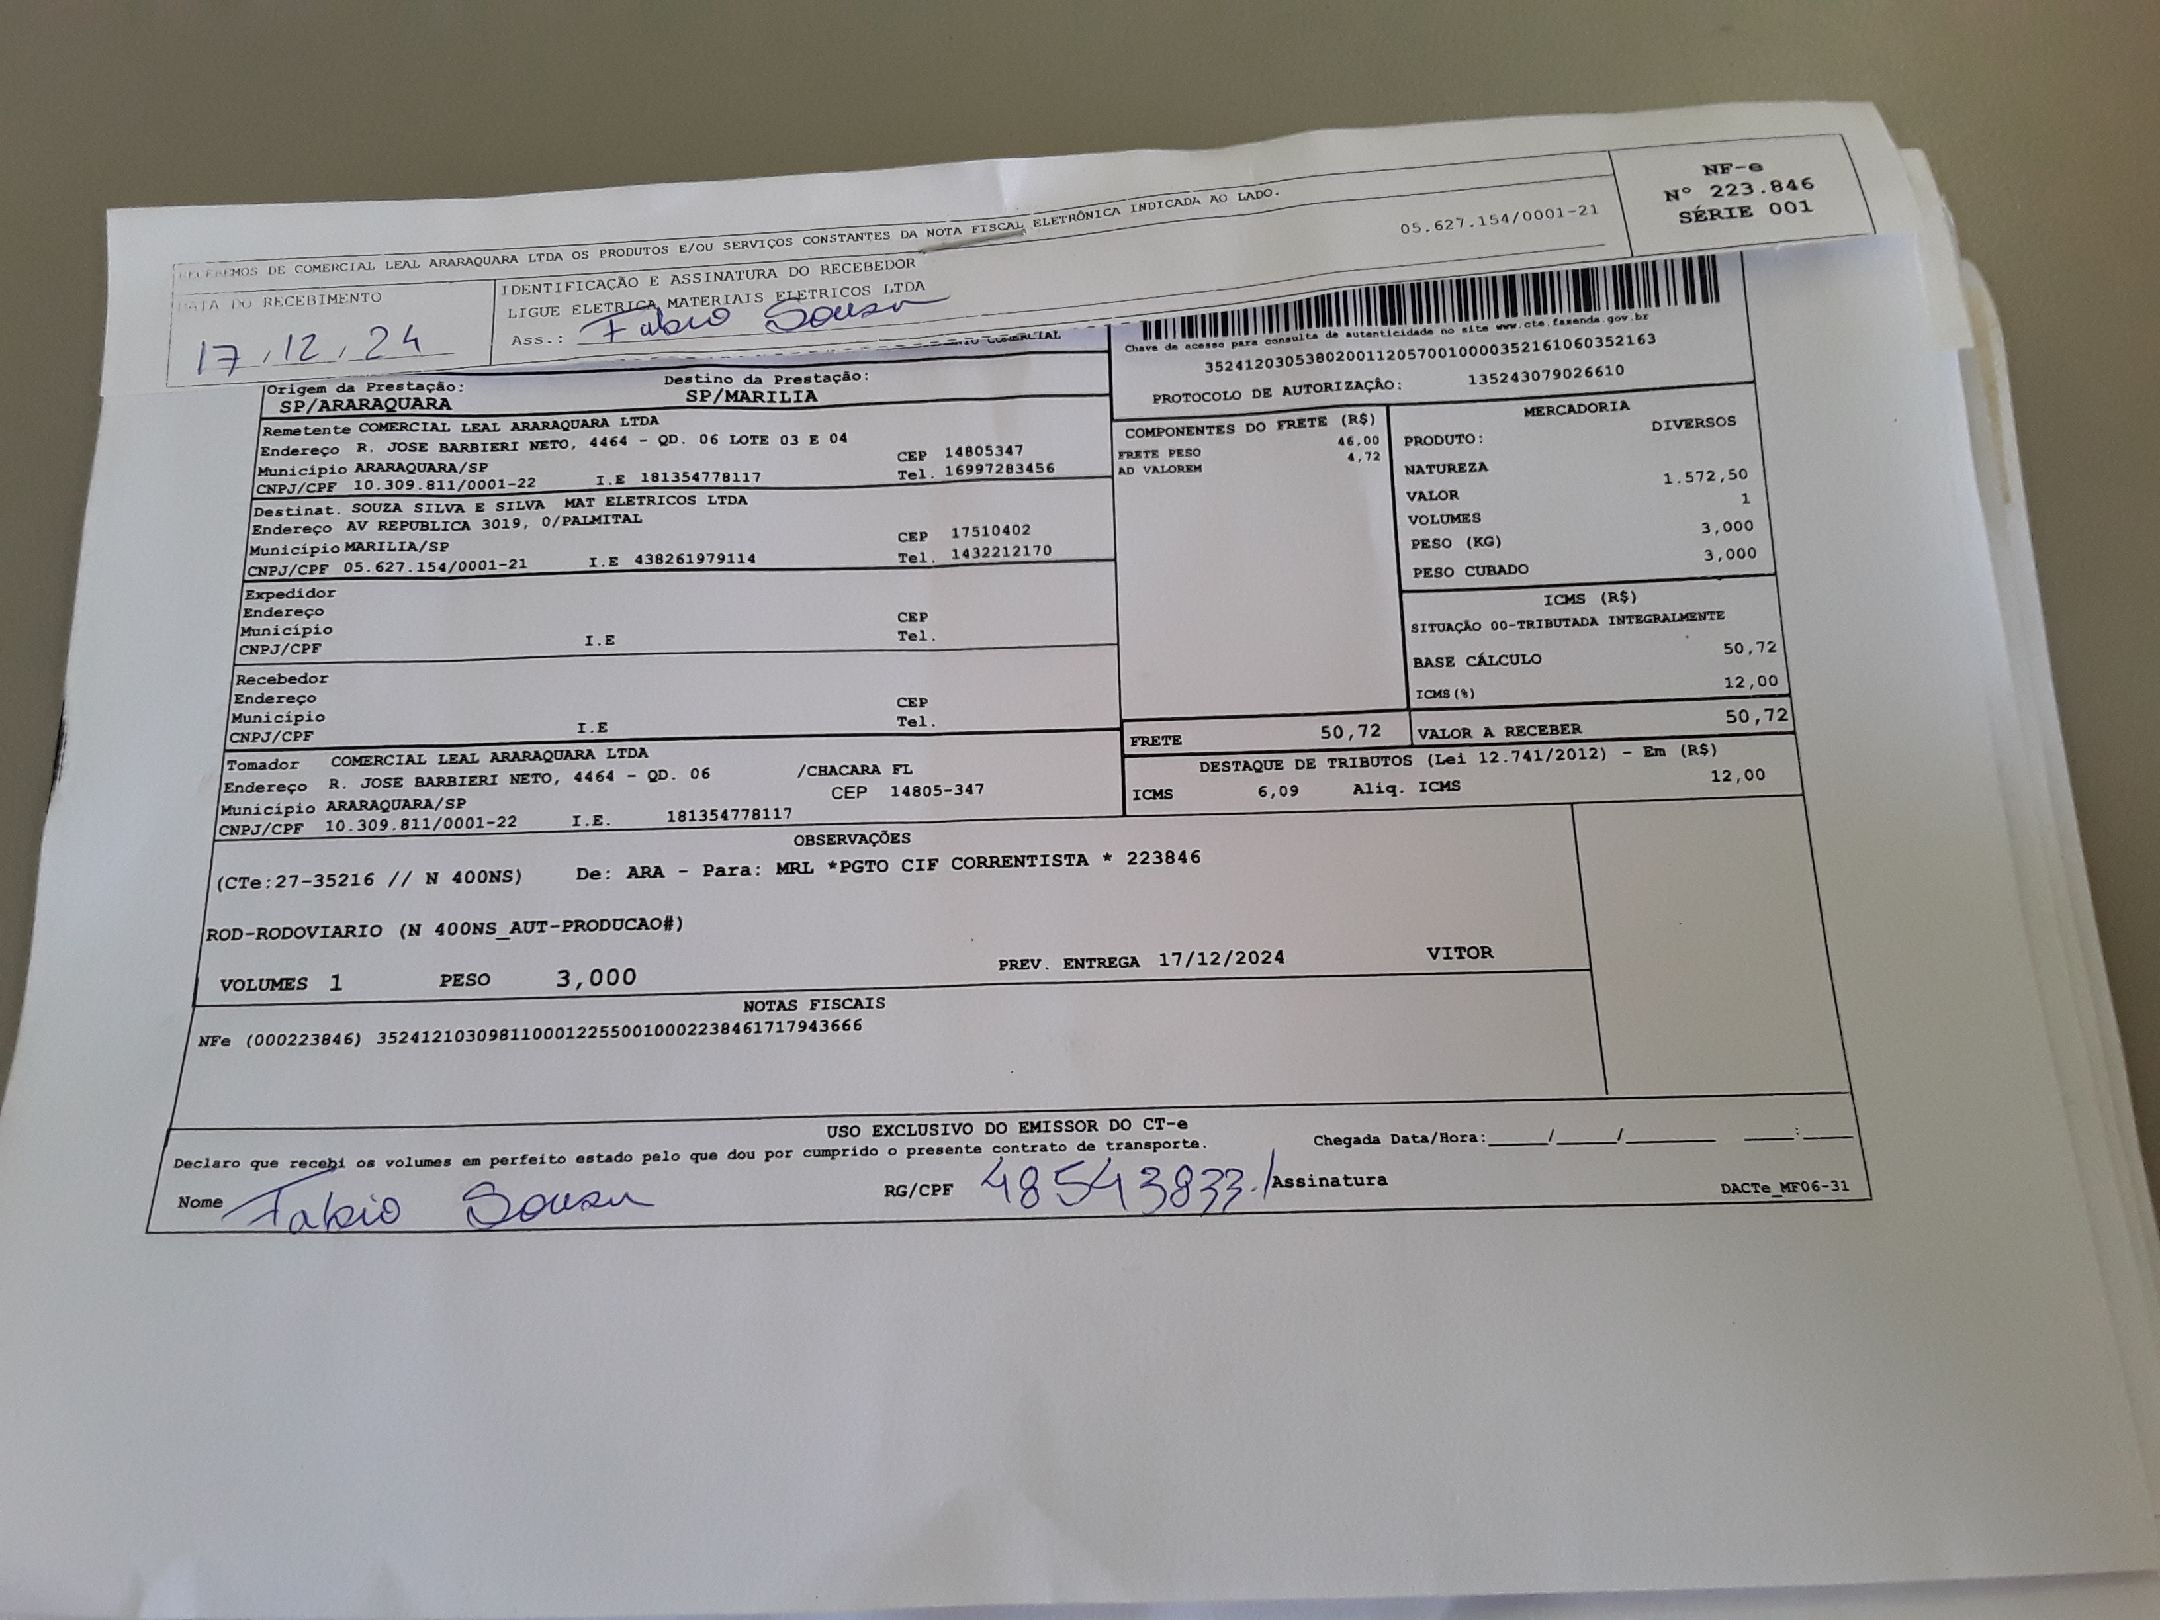 RECEBEMOS DE COMERCIAL LEAL ARARAQUARA LTDA OS PRODUTOS E/OU SERVIÇOS CONSTANTES DA NOTA FISCAL ELETRÔNICA INDICADA AO LADO.
NF-e
Nº 223.846
SÉRIE 001
DATA DO RECEBIMENTO
17, 12, 24
IDENTIFICAÇÃO E ASSINATURA DO RECEBEDOR
LIGUE ELETRICA MATERIAIS ELETRICOS LTDA
05.627.154/0001-21
Ass.: Fabio Sousa
Chave de acesso para consulta de autenticidade no site www.cte.fazenda.gov.br
35241203053802001120570010000352161060352163
PROTOCOLO DE AUTORIZAÇÃO: 135243079026610
Origem da Prestação: Destino da Prestação:
SP/ARARAQUARA SP/MARILIA
Remetente COMERCIAL LEAL ARARAQUARA LTDA
Endereço R. JOSE BARBIERI NETO, 4464 - QD. 06 LOTE 03 E 04
Município ARARAQUARA/SP CEP 14805347
CNPJ/CPF 10.309.811/0001-22 I.E 181354778117 Tel. 16997283456
Destinat. SOUZA SILVA E SILVA MAT ELETRICOS LTDA
Endereço AV REPUBLICA 3019, 0/PALMITAL
Município MARILIA/SP CEP 17510402
CNPJ/CPF 05.627.154/0001-21 I.E 438261979114 Tel. 1432212170
Expedidor
Endereço
Município CEP
CNPJ/CPF I.E Tel.
Recebedor
Endereço
Município CEP
CNPJ/CPF I.E Tel.
Tomador COMERCIAL LEAL ARARAQUARA LTDA
Endereço R. JOSE BARBIERI NETO, 4464 - QD. 06 /CHACARA FL
Município ARARAQUARA/SP CEP 14805-347
CNPJ/CPF 10.309.811/0001-22 I.E. 181354778117
COMPONENTES DO FRETE (R$)
FRETE PESO 46,00
AD VALOREM 4,72
FRETE 50,72
MERCADORIA
PRODUTO: DIVERSOS
NATUREZA
VALOR 1.572,50
VOLUMES 1
PESO (KG) 3,000
PESO CUBADO 3,000
ICMS (R$)
SITUAÇÃO 00-TRIBUTADA INTEGRALMENTE
BASE CÁLCULO 50,72
ICMS(%) 12,00
VALOR A RECEBER 50,72
DESTAQUE DE TRIBUTOS (Lei 12.741/2012) - Em (R$)
ICMS 6,09 Aliq. ICMS 12,00
OBSERVAÇÕES
(CTe:27-35216 // N 400NS) De: ARA - Para: MRL *PGTO CIF CORRENTISTA * 223846
ROD-RODOVIARIO (N 400NS_AUT-PRODUCAO#)
VOLUMES 1 PESO 3,000 PREV. ENTREGA 17/12/2024 VITOR
NOTAS FISCAIS
NFe (000223846) 35241210309811000122550010002238461717943666
USO EXCLUSIVO DO EMISSOR DO CT-e
Declaro que recebi os volumes em perfeito estado pelo que dou por cumprido o presente contrato de transporte.
Chegada Data/Hora:_____/_____/_______ ____:____
Nome Fabio Sousa RG/CPF 48543833./ Assinatura
DACTe_MF06-31